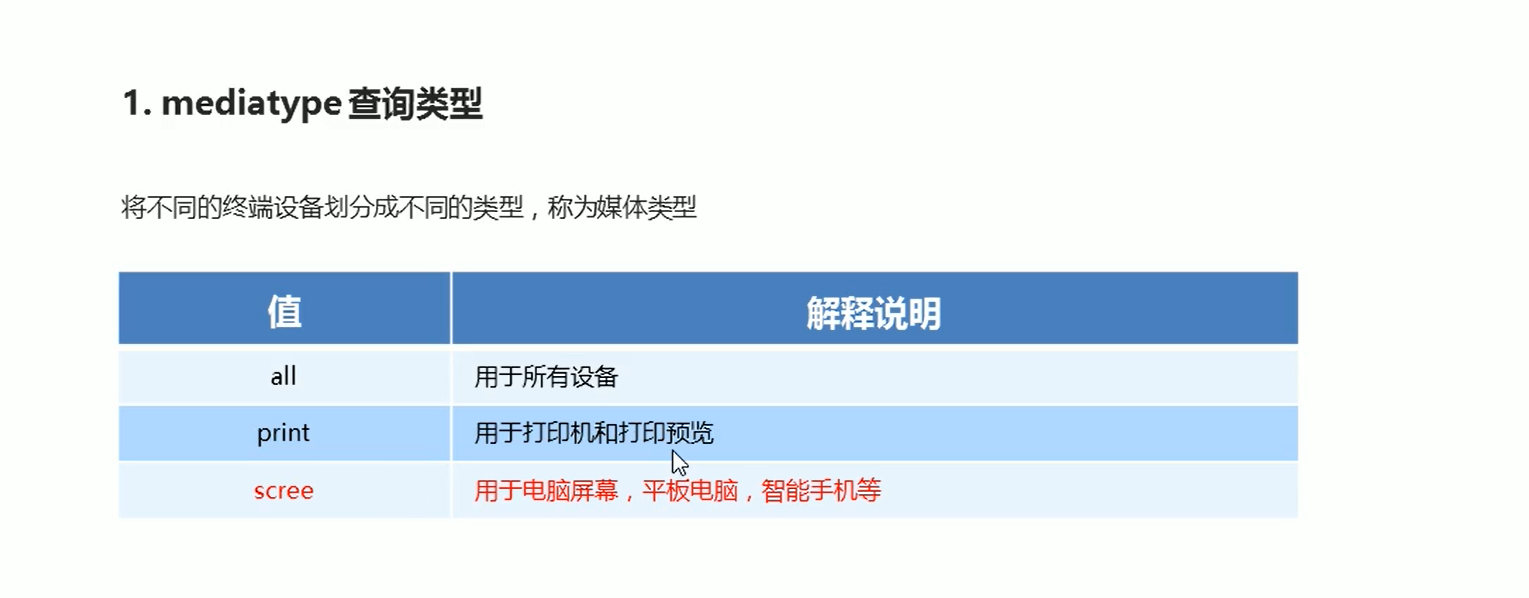 1. mediatype 查询类型
将不同的终端设备划分成不同的类型，称为媒体类型
值 解释说明
all 用于所有设备
print 用于打印机和打印预览
scree 用于电脑屏幕，平板电脑，智能手机等